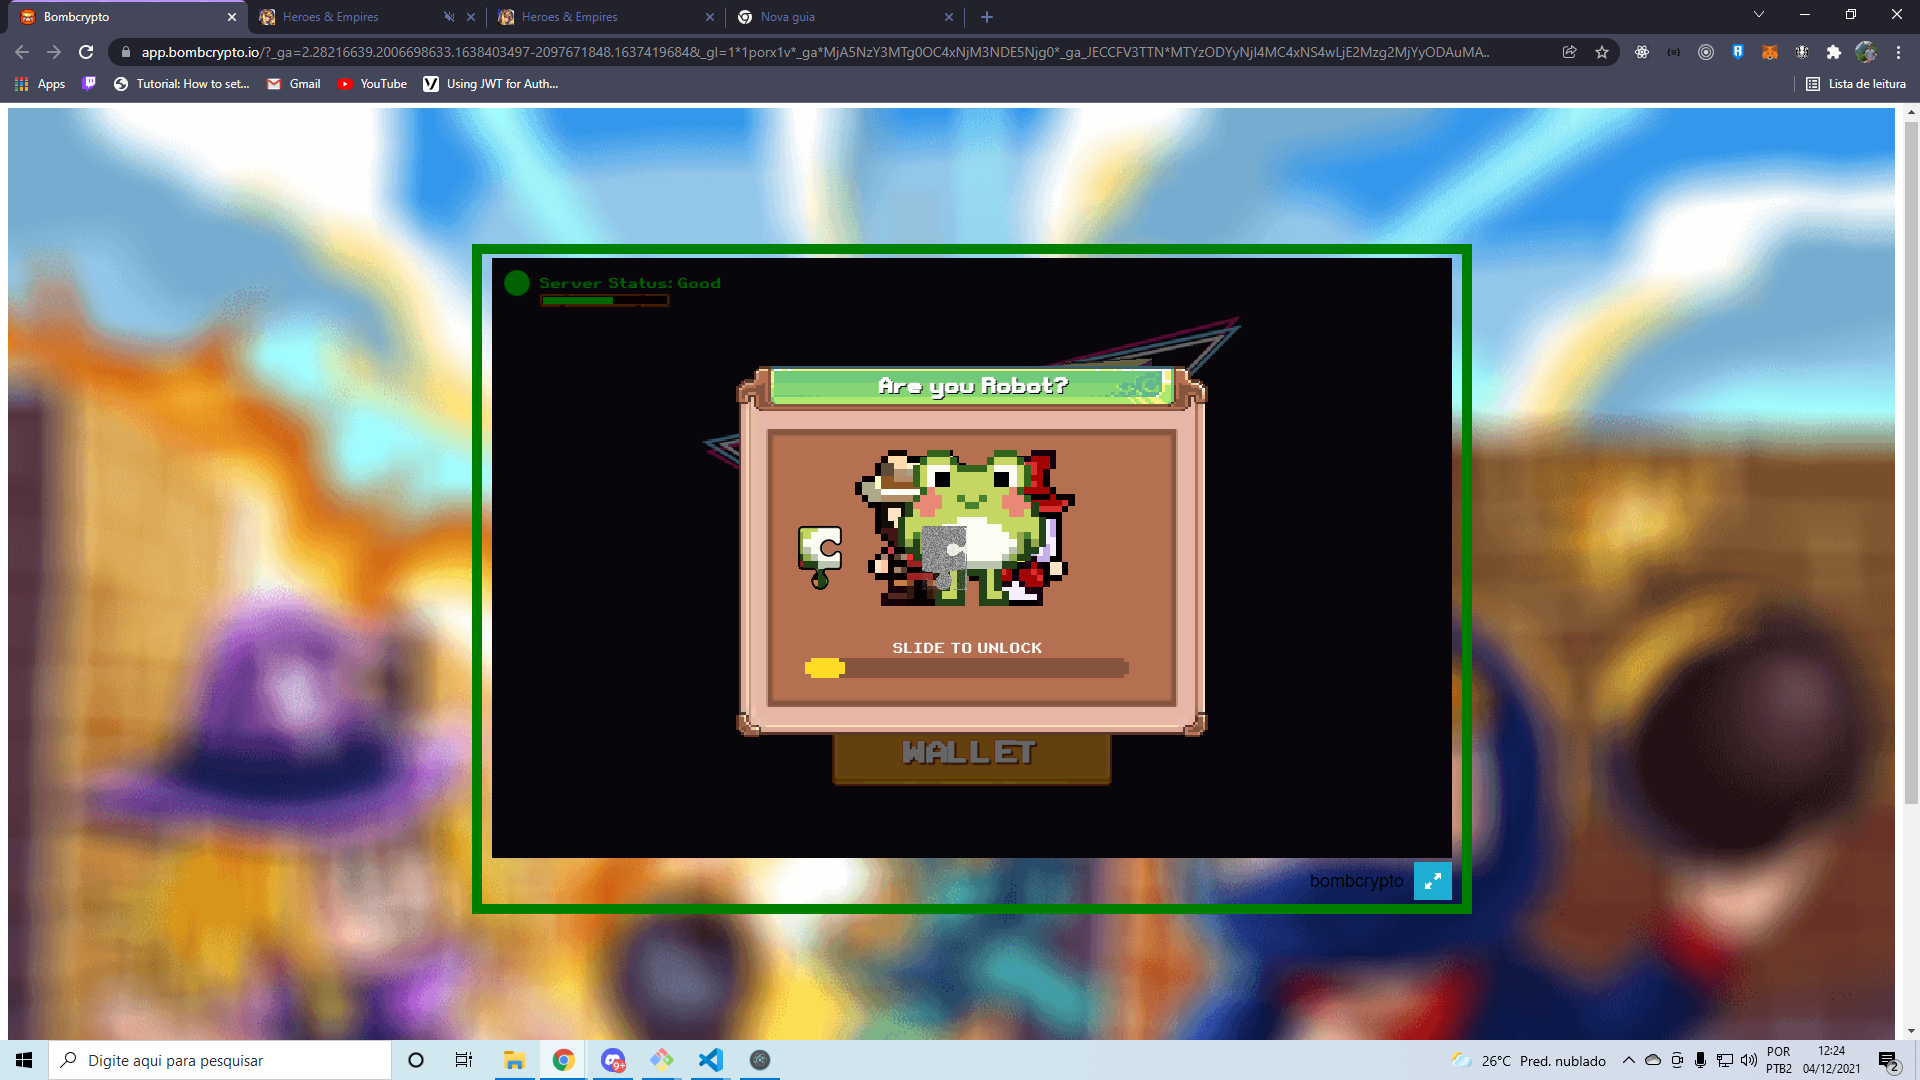 Bombcrypto
Heroes & Empires
Heroes & Empires
Nova guia
app.bombcrypto.io/?_ga=2.28216639.2006698633.1638403497-2097671848.1637419684&_gl=1*1porx1v*_ga*MjA5NzY3MTg0OC4xNjM3NDE5Njg0*_ga_JECCFV3TTN*MTYzODYyNjI4MC4xNS4wLjE2Mzg2MjYyODAuMA..
Apps
Tutorial: How to set...
Gmail
YouTube
Using JWT for Auth...
Lista de leitura
Server Status: Good
Are you Robot?
SLIDE TO UNLOCK
WALLET
bombcrypto
Digite aqui para pesquisar
9+
26°C Pred. nublado
POR
PTB2
12:24
04/12/2021
2